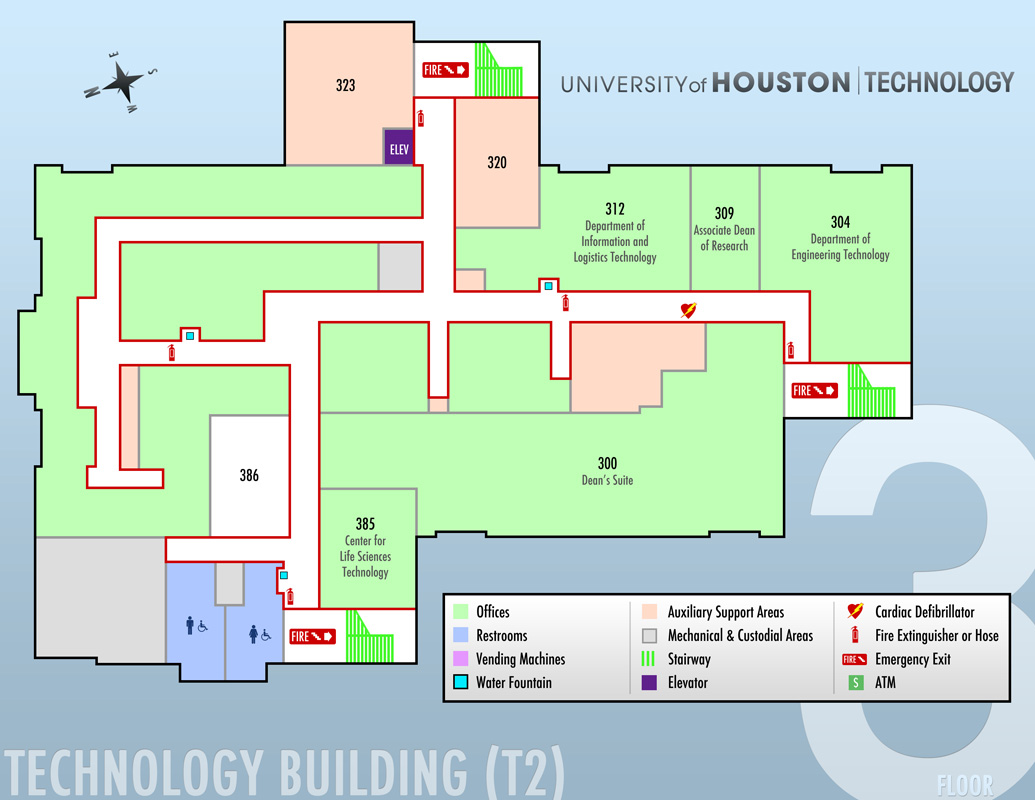 E
S
N
W
323
ELEV
FIRE
320
UNIVERSITY of HOUSTON | TECHNOLOGY
312
Department of
Information and
Logistics Technology
309
Associate Dean
of Research
304
Department of
Engineering Technology
FIRE
386
300
Dean's Suite
385
Center for
Life Sciences
Technology
FIRE
Offices
Restrooms
Vending Machines
Water Fountain
Auxiliary Support Areas
Mechanical & Custodial Areas
Stairway
Elevator
Cardiac Defibrillator
Fire Extinguisher or Hose
FIRE
Emergency Exit
S
ATM
3
TECHNOLOGY BUILDING (T2)
FLOOR